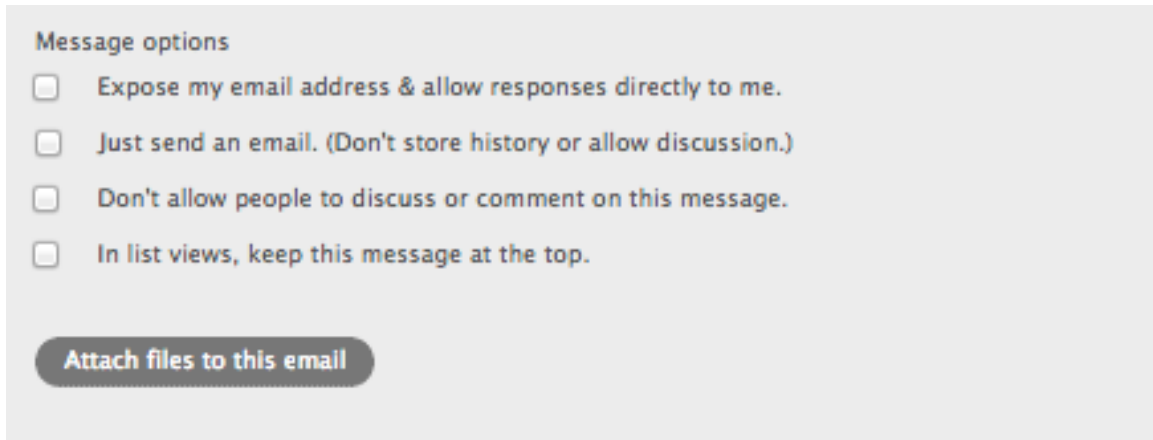 Message options
Expose my email address & allow responses directly to me.
Just send an email. (Don't store history or allow discussion.)
Don't allow people to discuss or comment on this message.
In list views, keep this message at the top.
Attach files to this email